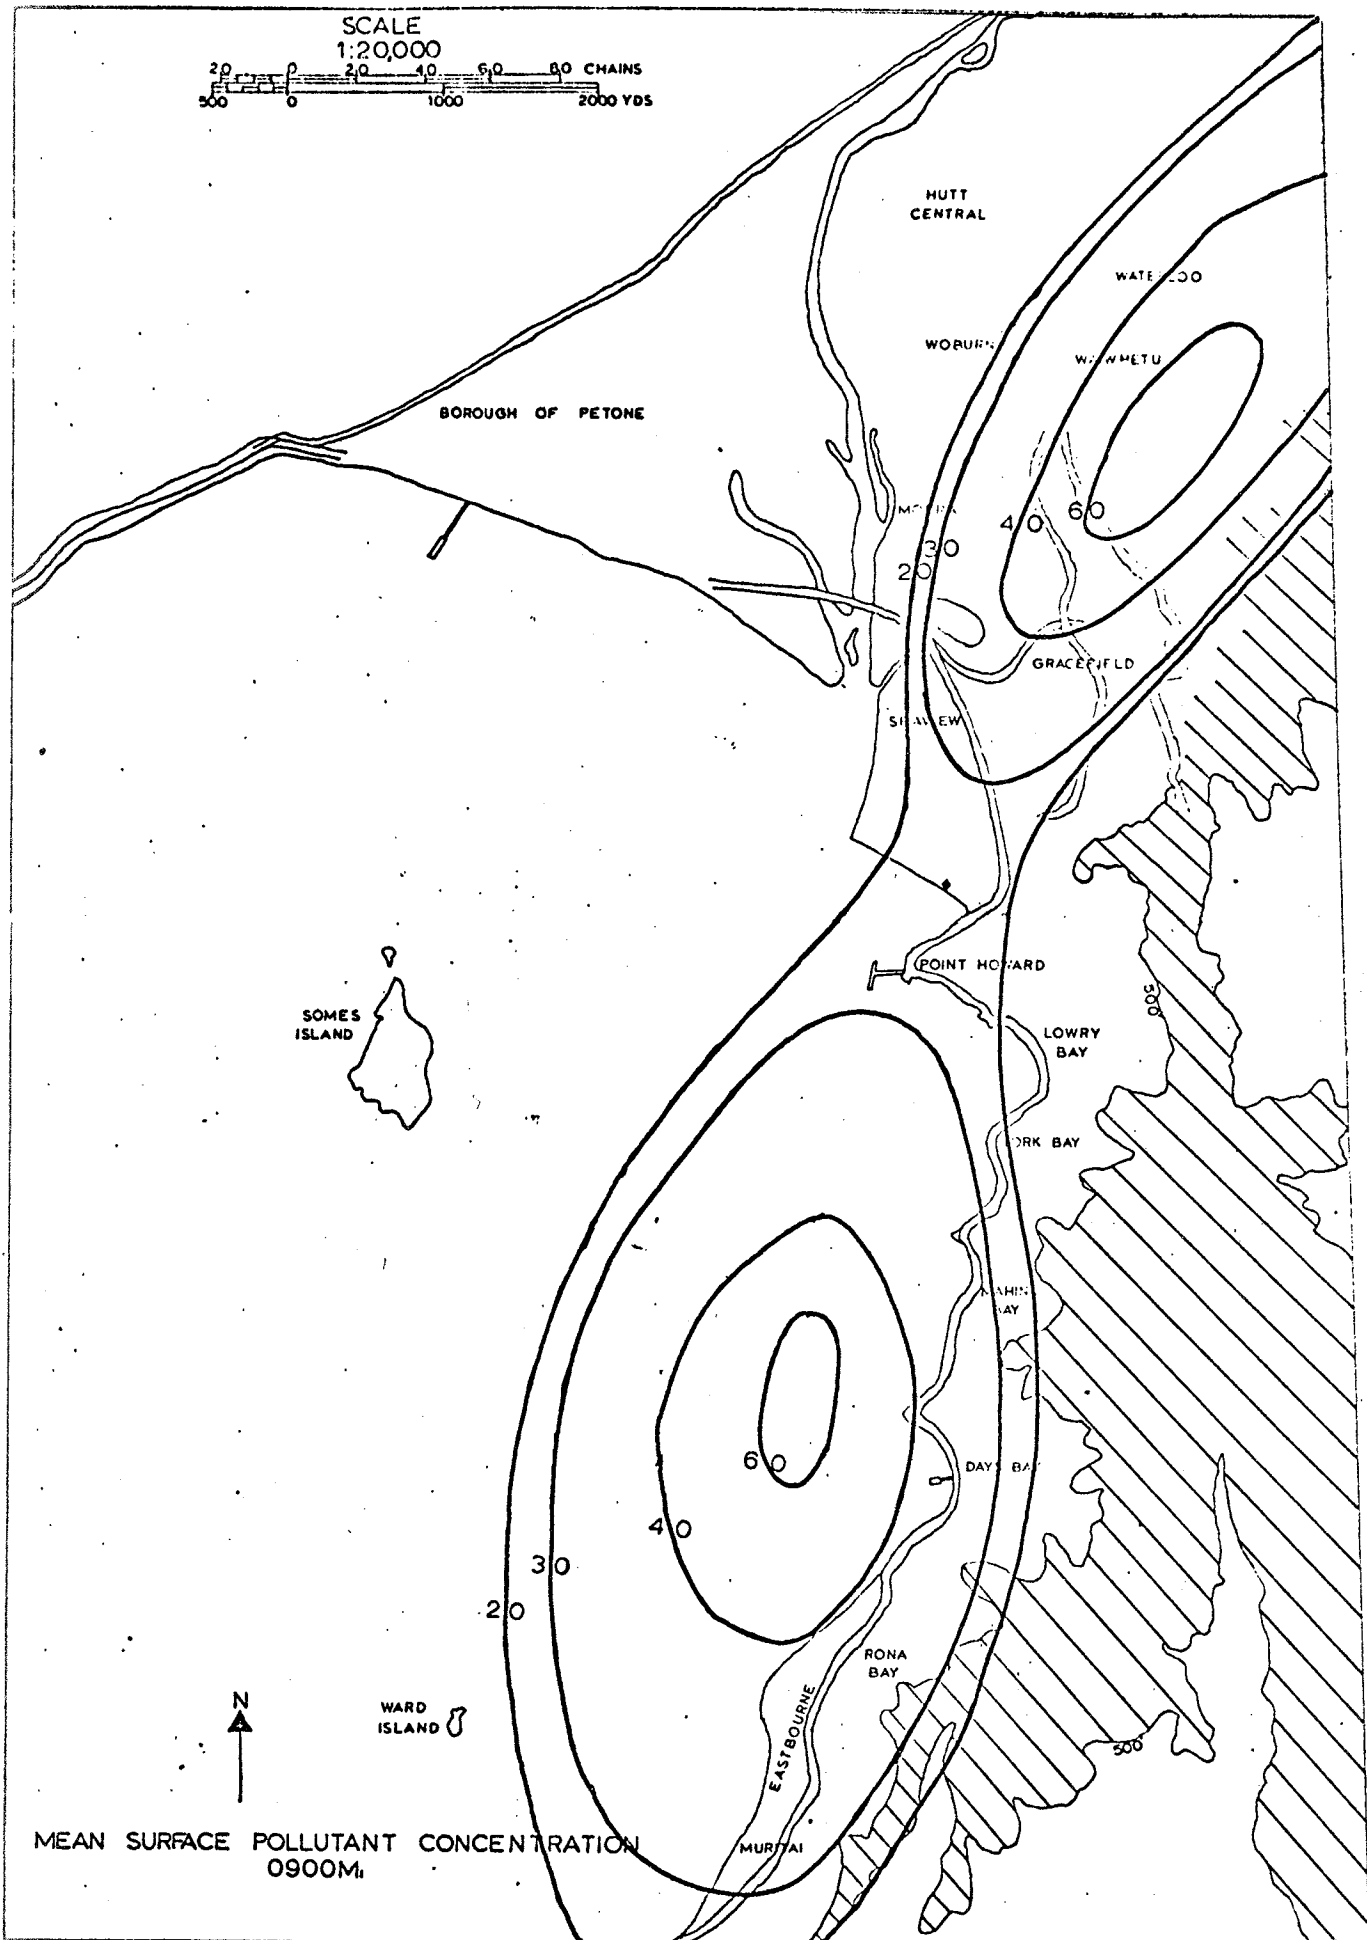 SCALE
1:20,000
20 0 20 40 60 80 CHAINS
500 0 1000 2000 YDS
HUTT
CENTRAL
WOBURN
BOROUGH OF PETONE
40 60
30
20
GRACEFIELD
POINT HOWARD
500
LOWRY
BAY
SOMES
ISLAND
BAY
DAYS BAY
60
40
30
20
RONA
BAY
EASTBOURNE
WARD
ISLAND
500
N
MEAN SURFACE POLLUTANT CONCENTRATION
0900M